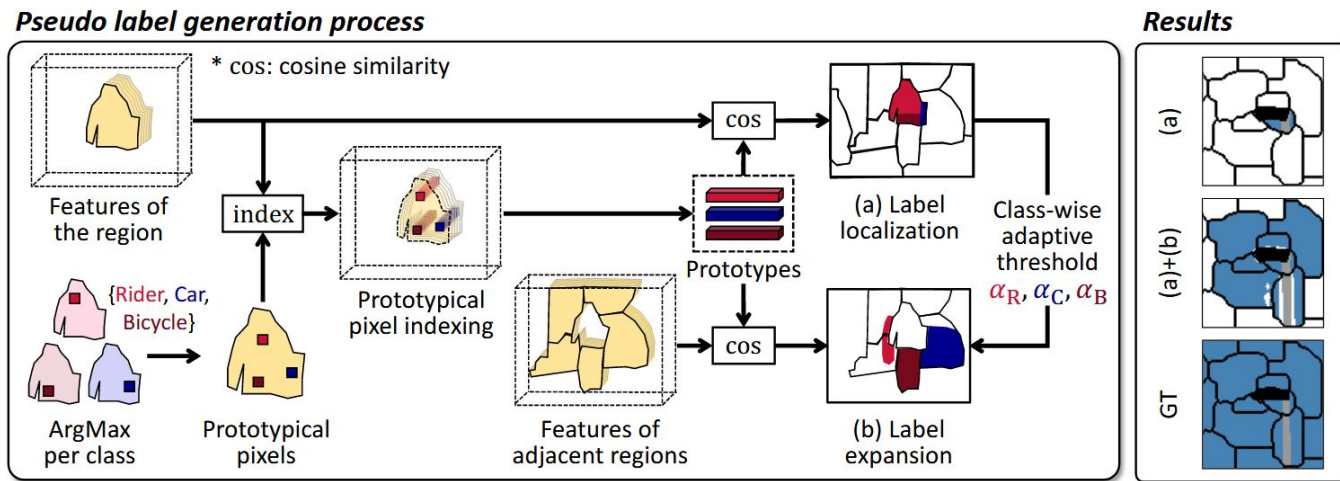 Pseudo label generation process
Results
* cos: cosine similarity
Features of
the region
index
{Rider, Car,
Bicycle}
ArgMax
per class
Prototypical
pixels
Prototypical
pixel indexing
cos
Prototypes
cos
Features of
adjacent regions
(a) Label
localization
Class-wise
adaptive
threshold
αR, αC, αB
(b) Label
expansion
(a)
(a)+(b)
GT